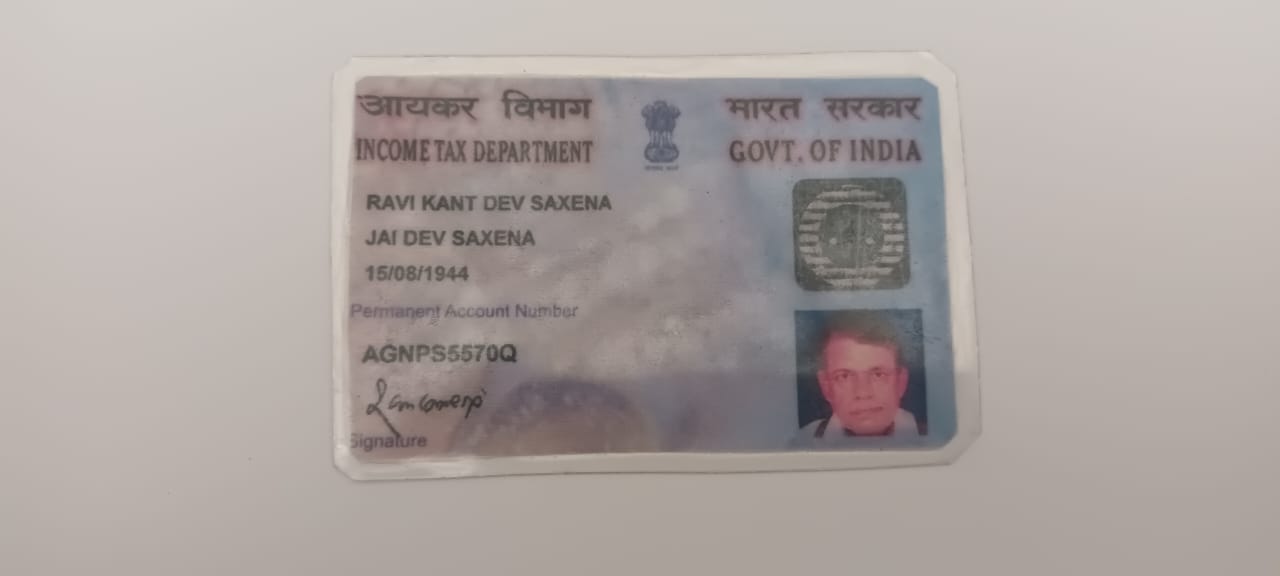 आयकर विभाग भारत सरकार
INCOME TAX DEPARTMENT GOVT. OF INDIA
RAVI KANT DEV SAXENA
JAI DEV SAXENA
15/08/1944
Permanent Account Number
AGNPS5570Q
Signature